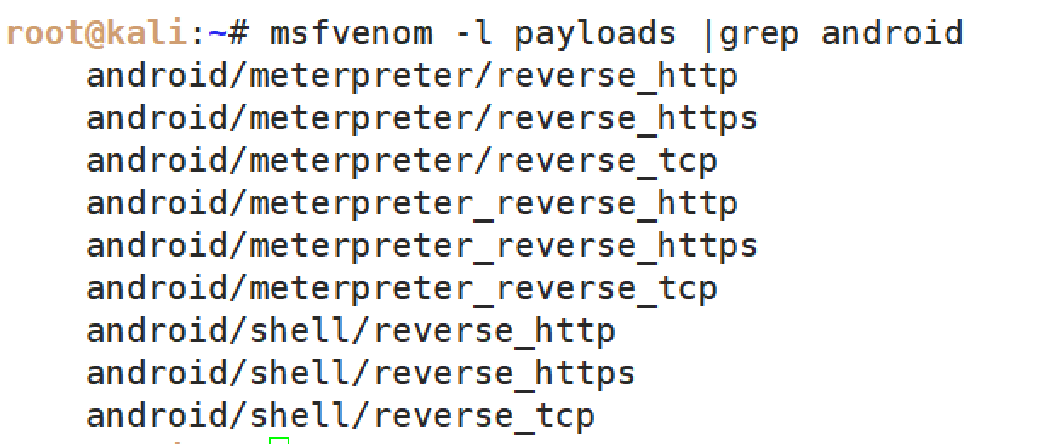 root@kali:~# msfvenom -l payloads |grep android
android/meterpreter/reverse_http
android/meterpreter/reverse_https
android/meterpreter/reverse_tcp
android/meterpreter_reverse_http
android/meterpreter_reverse_https
android/meterpreter_reverse_tcp
android/shell/reverse_http
android/shell/reverse_https
android/shell/reverse_tcp